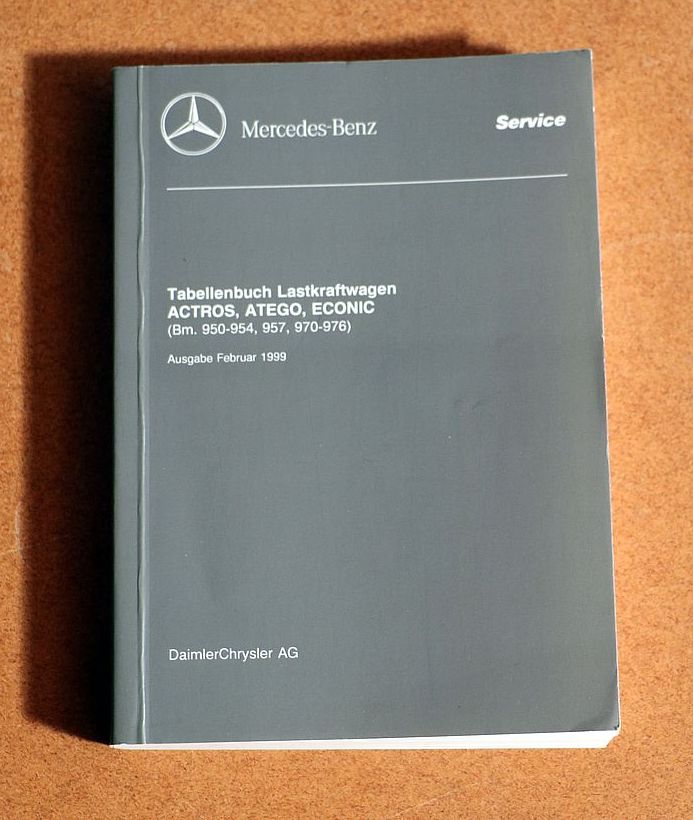 Mercedes-Benz
Service
Tabellenbuch Lastkraftwagen
ACTROS, ATEGO, ECONIC
(Bm. 950-954, 957, 970-976)
Ausgabe Februar 1999
DaimlerChrysler AG